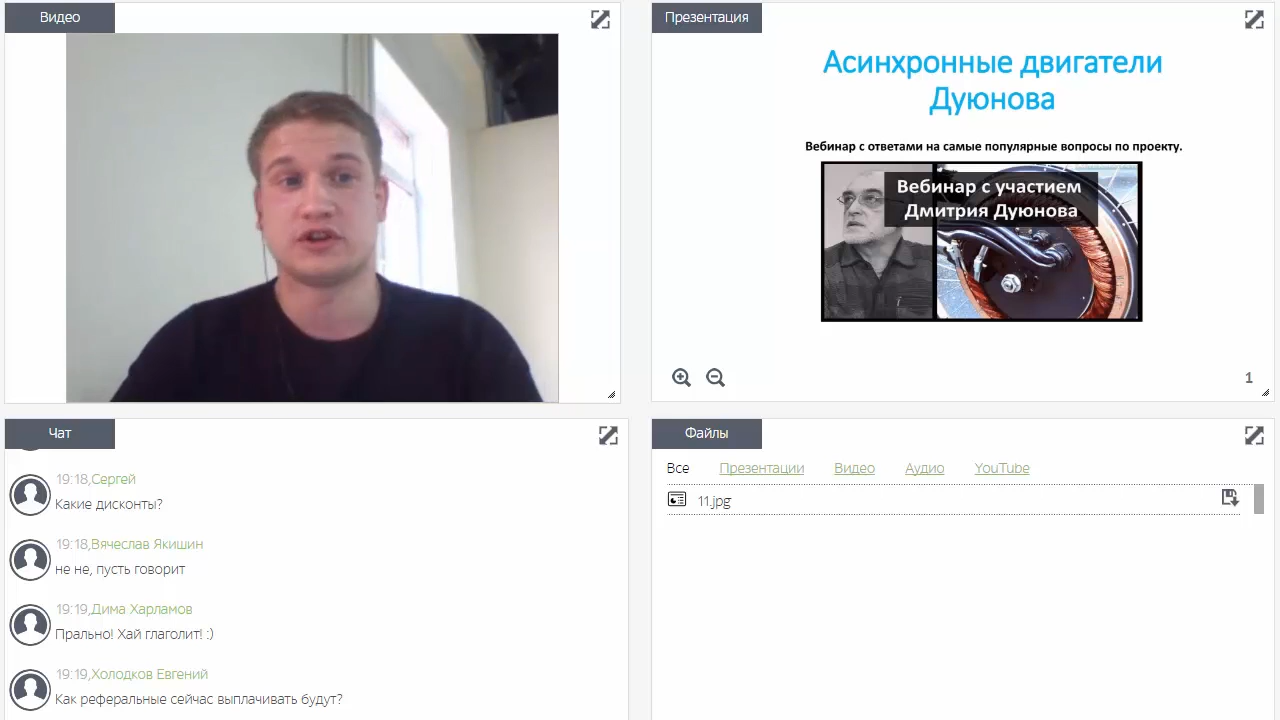 Видео
Презентация
Асинхронные двигатели
Дуюнова
Вебинар с ответами на самые популярные вопросы по проекту.
Вебинар с участием
Дмитрия Дуюнова
1
Чат
19:18,Сергей
Какие дисконты?
19:18,Вячеслав Якишин
не не, пусть говорит
19:19,Дима Харламов
Прально! Хай глаголит! :)
19:19,Холодков Евгений
Как реферальные сейчас выплачивать будут?
Файлы
Все Презентации Видео Аудио YouTube
11.jpg